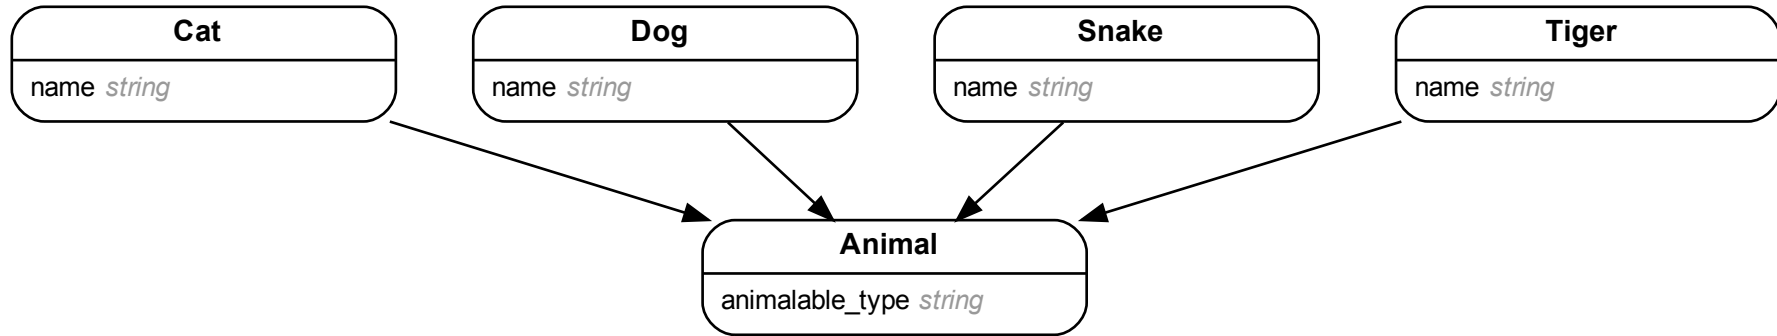 Cat
name string
Dog
name string
Snake
name string
Tiger
name string
Animal
animalable_type string